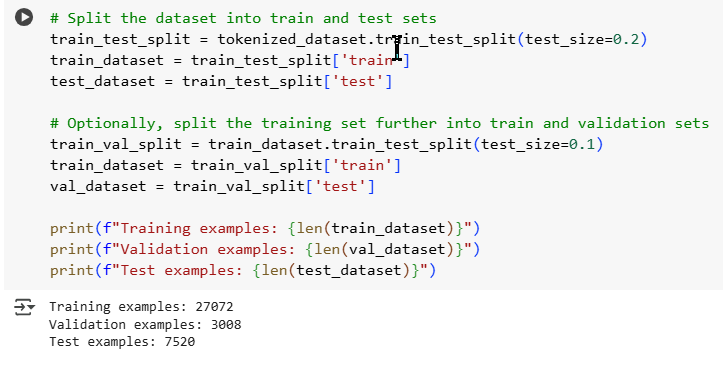 # Split the dataset into train and test sets
train_test_split = tokenized_dataset.train_test_split(test_size=0.2)
train_dataset = train_test_split['train']
test_dataset = train_test_split['test']
# Optionally, split the training set further into train and validation sets
train_val_split = train_dataset.train_test_split(test_size=0.1)
train_dataset = train_val_split['train']
val_dataset = train_val_split['test']
print(f"Training examples: {len(train_dataset)}")
print(f"Validation examples: {len(val_dataset)}")
print(f"Test examples: {len(test_dataset)}")
Training examples: 27072
Validation examples: 3008
Test examples: 7520